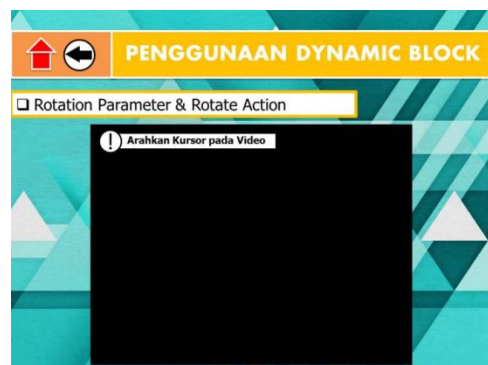 PENGGUNAAN DYNAMIC BLOCK
❑ Rotation Parameter & Rotate Action
! Arahkan Kursor pada Video